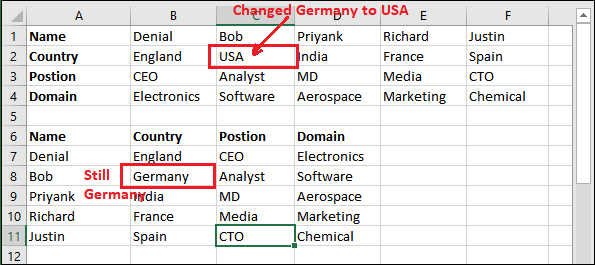 Changed Germany to USA
A B C D E F
1 Name Denial Bob Priyank Richard Justin
2 Country England USA India France Spain
3 Postion CEO Analyst MD Media CTO
4 Domain Electronics Software Aerospace Marketing Chemical
5
6 Name Country Postion Domain
7 Denial England CEO Electronics
8 Bob Still Germany Analyst Software
9 Priyank Germany India MD Aerospace
10 Richard France Media Marketing
11 Justin Spain CTO Chemical
12